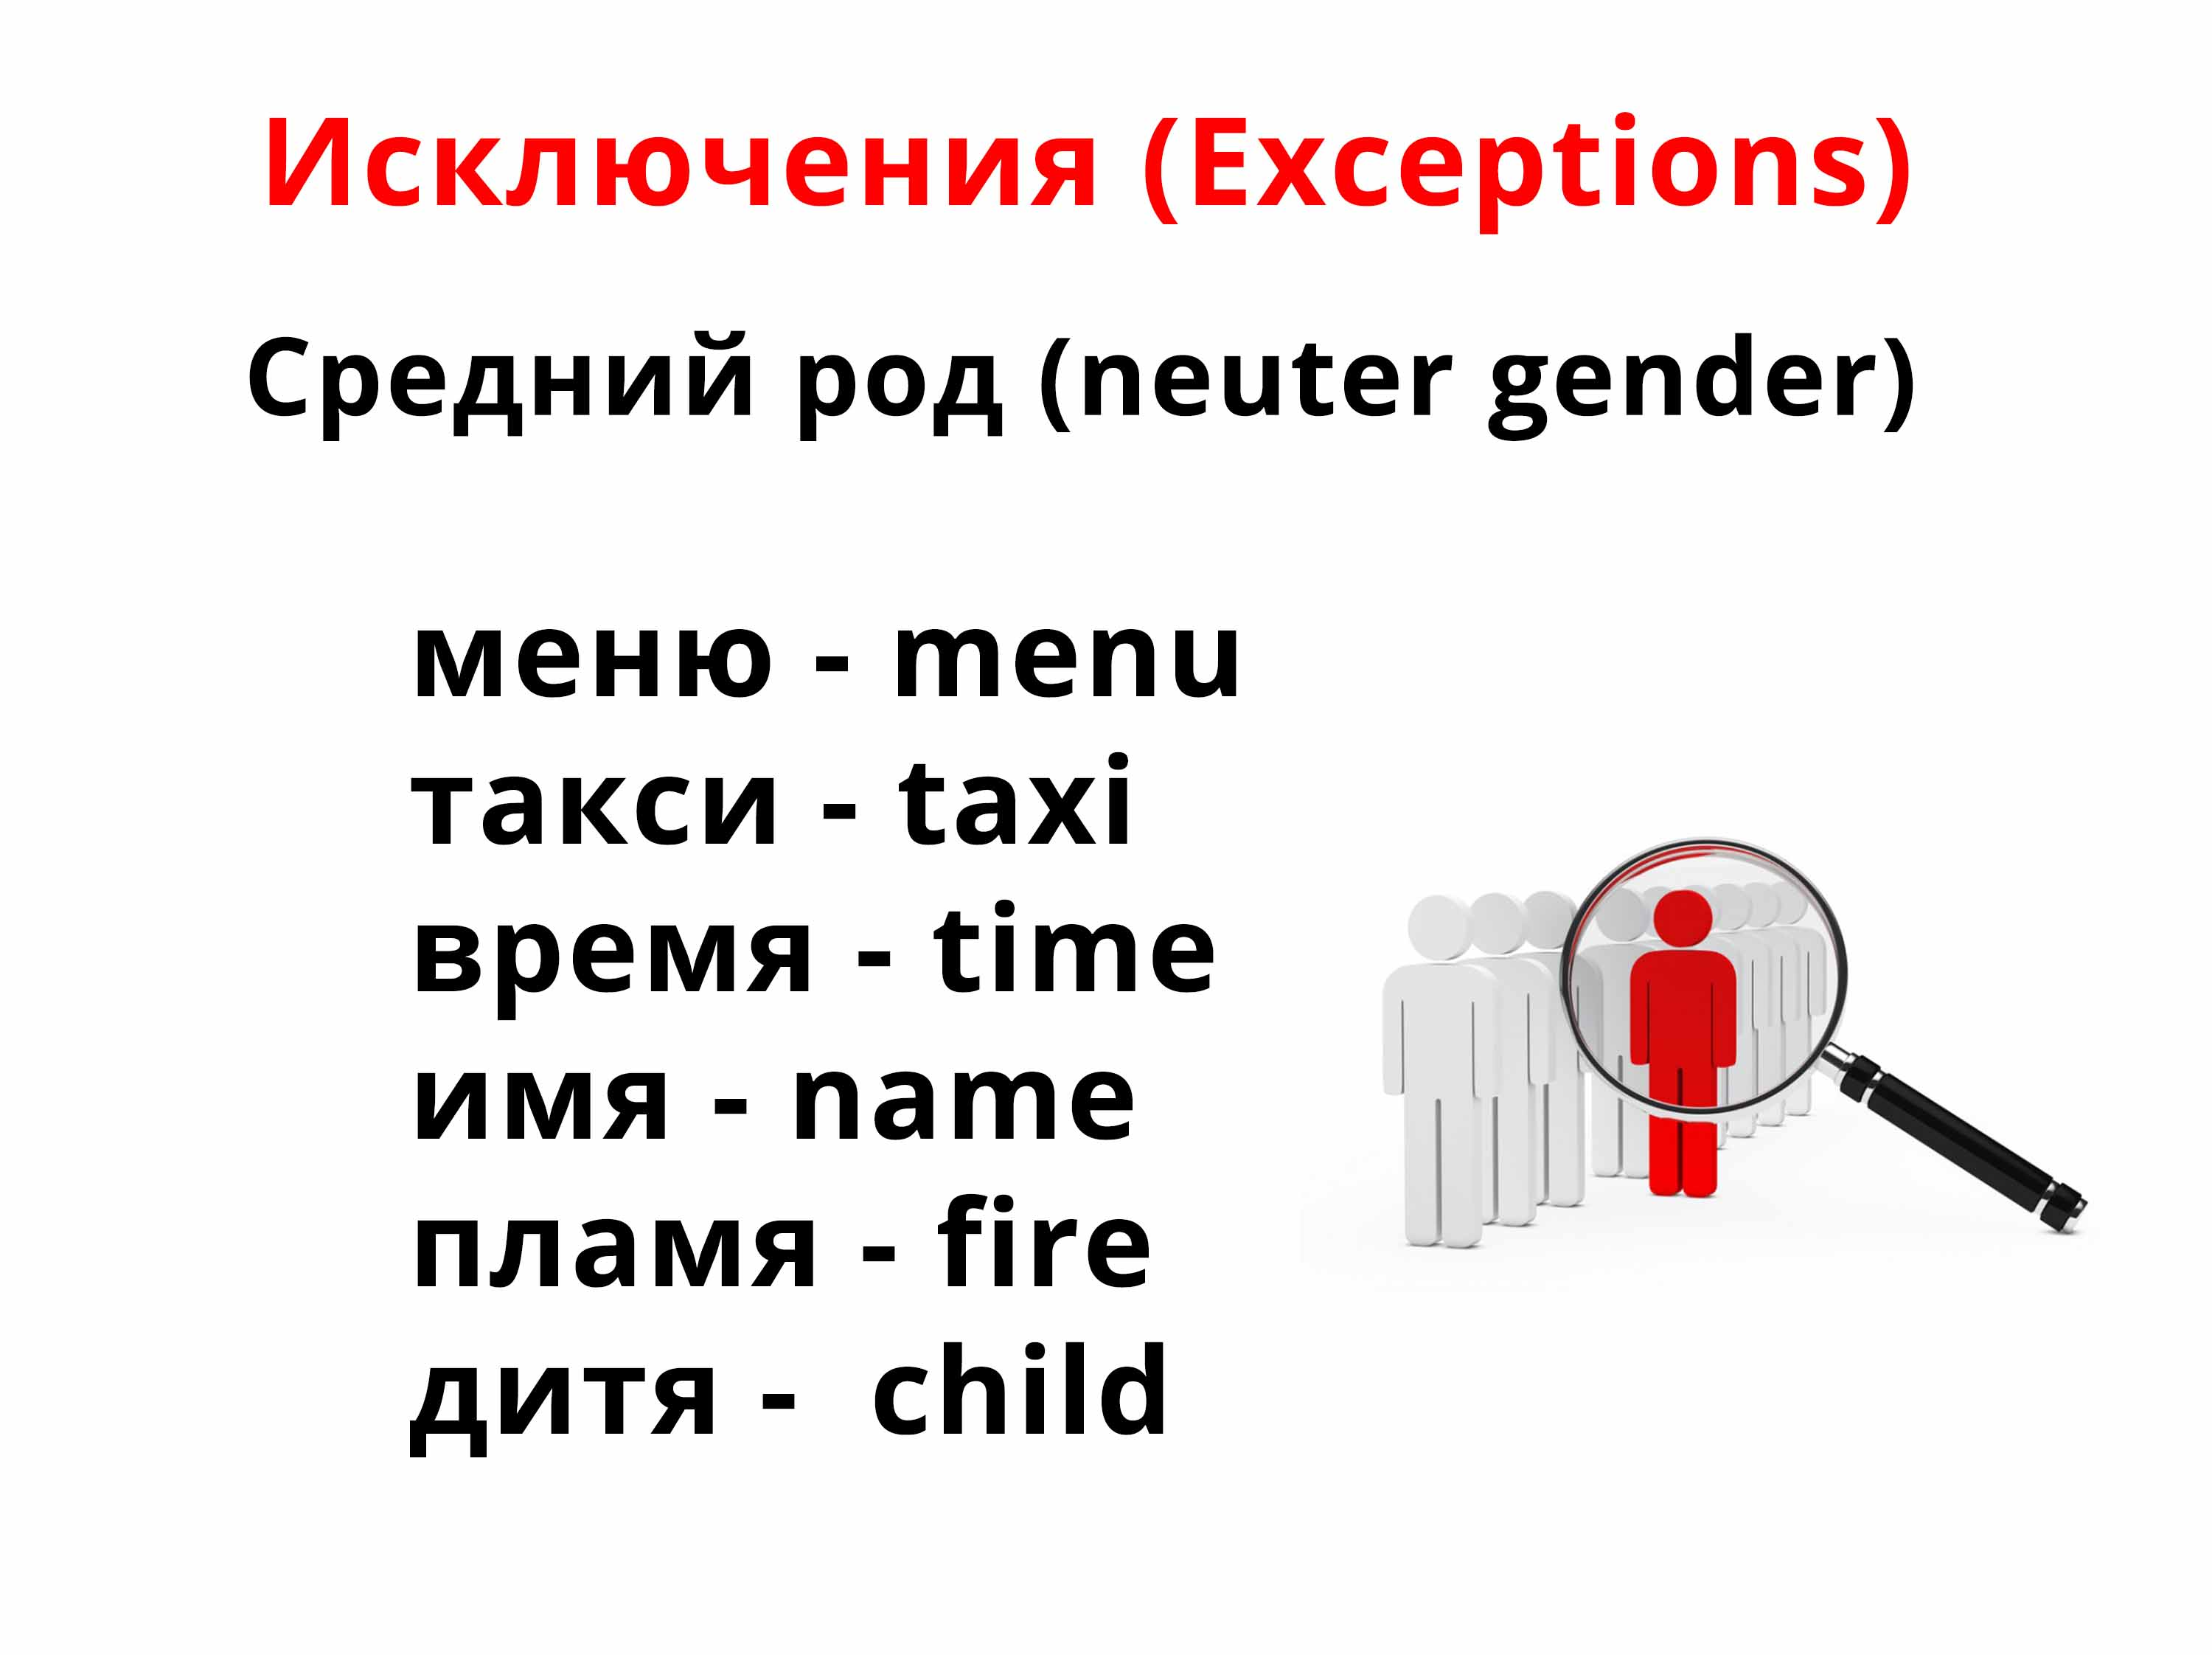 Исключения (Exceptions)
Средний род (neuter gender)
меню - menu
такси - taxi
время - time
имя - name
пламя - fire
дитя - child